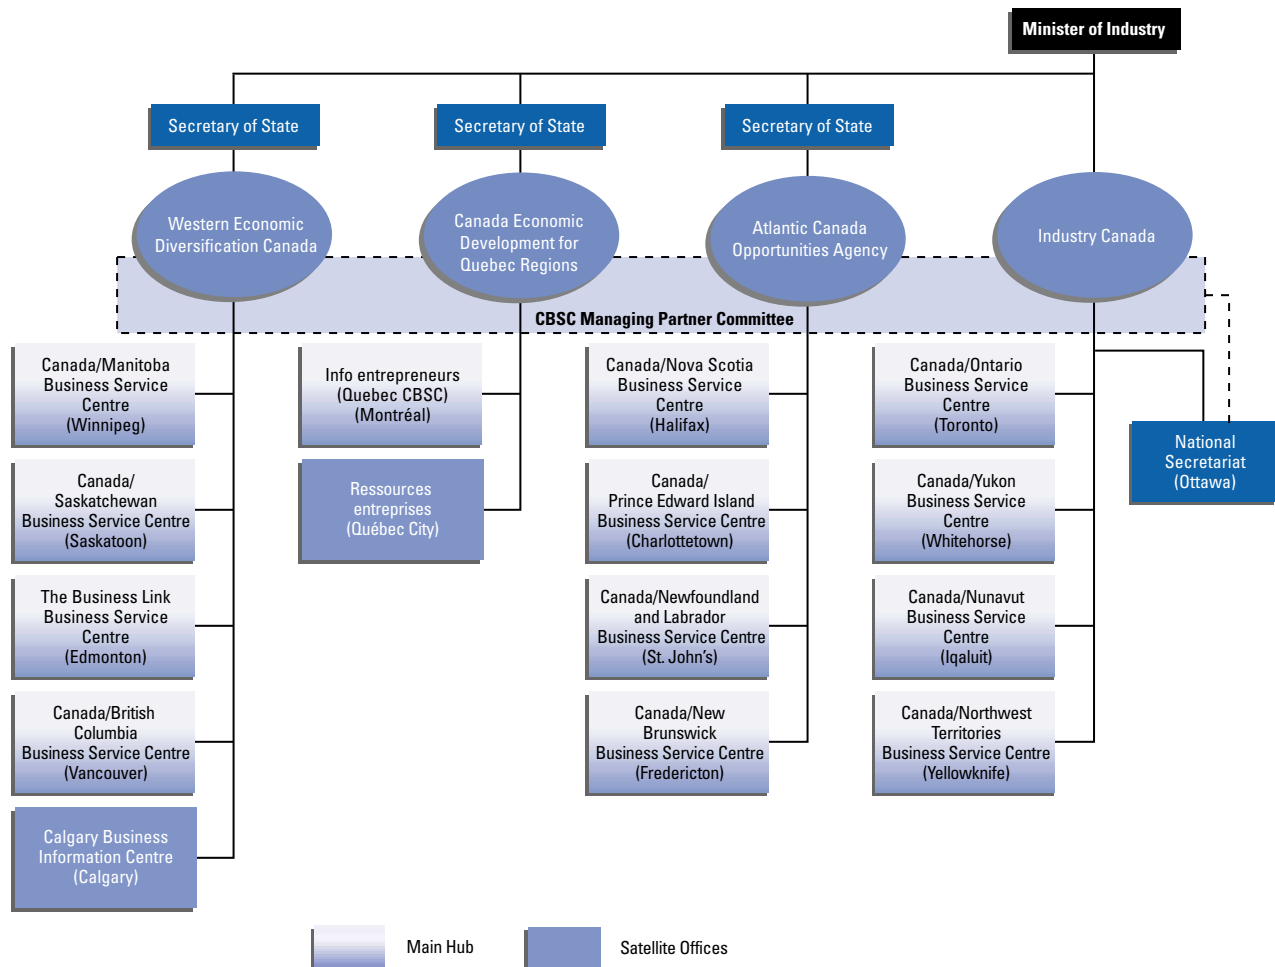 Minister of Industry
Secretary of State
Secretary of State
Secretary of State
Western Economic
Diversification Canada
Canada Economic
Development for
Quebec Regions
Atlantic Canada
Opportunities Agency
Industry Canada
CBSC Managing Partner Committee
Canada/Manitoba
Business Service
Centre
(Winnipeg)
Info entrepreneurs
(Quebec CBSC)
(Montréal)
Canada/Nova Scotia
Business Service
Centre
(Halifax)
Canada/Ontario
Business Service
Centre
(Toronto)
National
Secretariat
(Ottawa)
Canada/
Saskatchewan
Business Service Centre
(Saskatoon)
Ressources
entreprises
(Québec City)
Canada/
Prince Edward Island
Business Service Centre
(Charlottetown)
Canada/Yukon
Business Service
Centre
(Whitehorse)
The Business Link
Business Service
Centre
(Edmonton)
Canada/Newfoundland
and Labrador
Business Service Centre
(St. John's)
Canada/Nunavut
Business Service
Centre
(Iqaluit)
Canada/British
Columbia
Business Service Centre
(Vancouver)
Canada/New
Brunswick
Business Service Centre
(Fredericton)
Canada/Northwest
Territories
Business Service Centre
(Yellowknife)
Calgary Business
Information Centre
(Calgary)
Main Hub
Satellite Offices